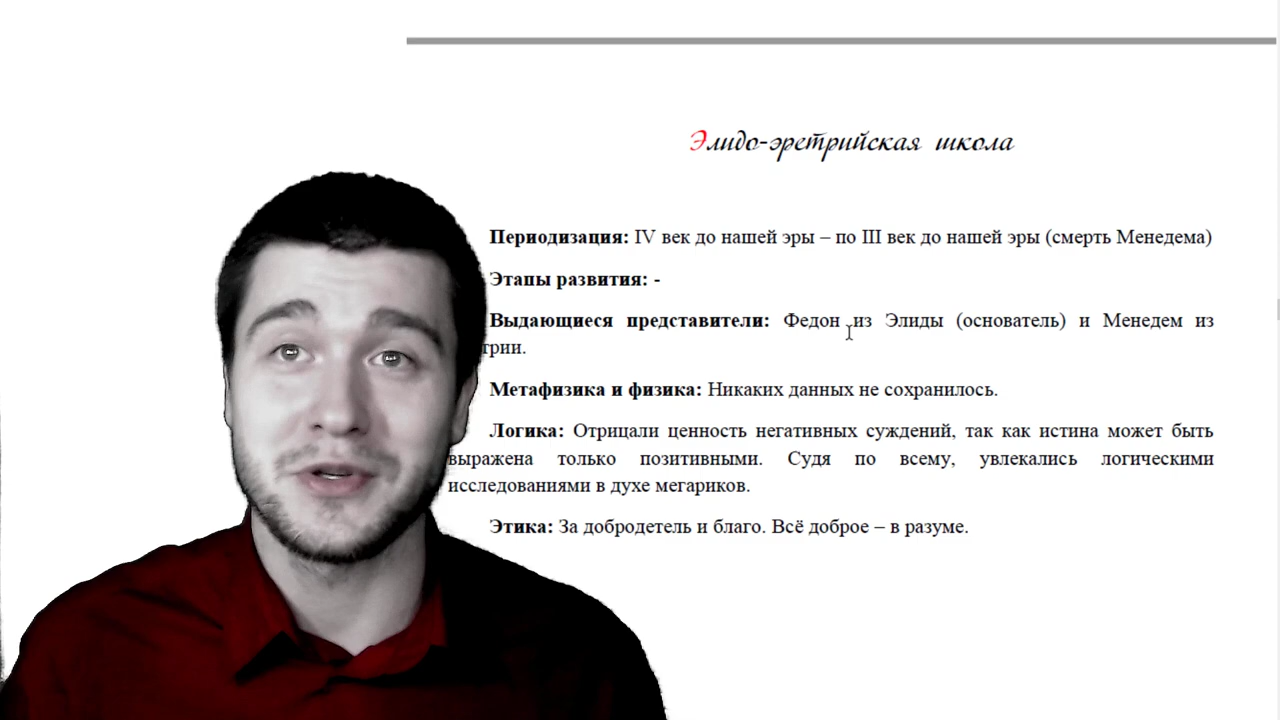 Элидо-эретрийская школа
Периодизация: IV век до нашей эры – по III век до нашей эры (смерть Менедема)
Этапы развития: -
Выдающиеся представители: Федон из Элиды (основатель) и Менедем из
трии.
Метафизика и физика: Никаких данных не сохранилось.
Логика: Отрицали ценность негативных суждений, так как истина может быть
выражена только позитивными. Судя по всему, увлекались логическими
исследованиями в духе мегариков.
Этика: За добродетель и благо. Всё доброе – в разуме.